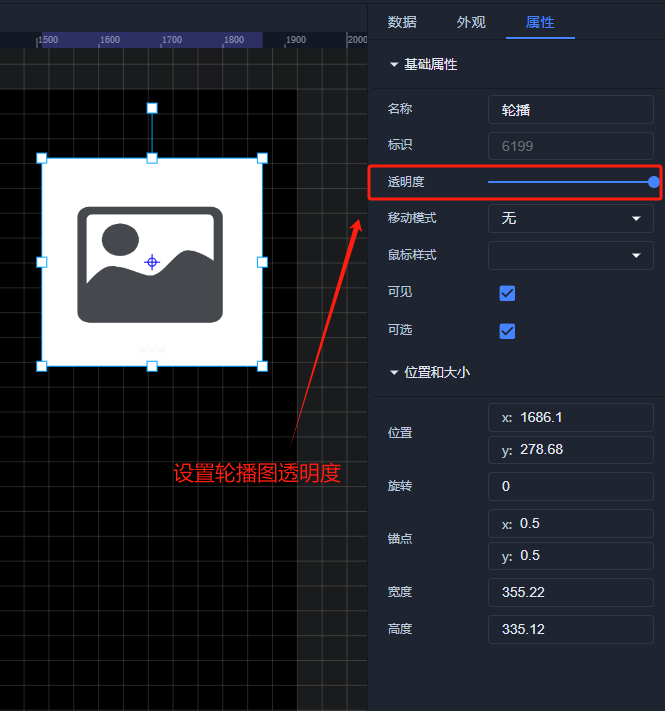 数据 外观 属性
1500 1600 1700 1800 1900 2000
基础属性
名称 轮播
标识 6199
透明度
移动模式 无
鼠标样式
可见
可选
位置和大小
位置 x: 1686.1
y: 278.68
设置轮播图透明度
旋转 0
锚点 x: 0.5
y: 0.5
宽度 355.22
高度 335.12